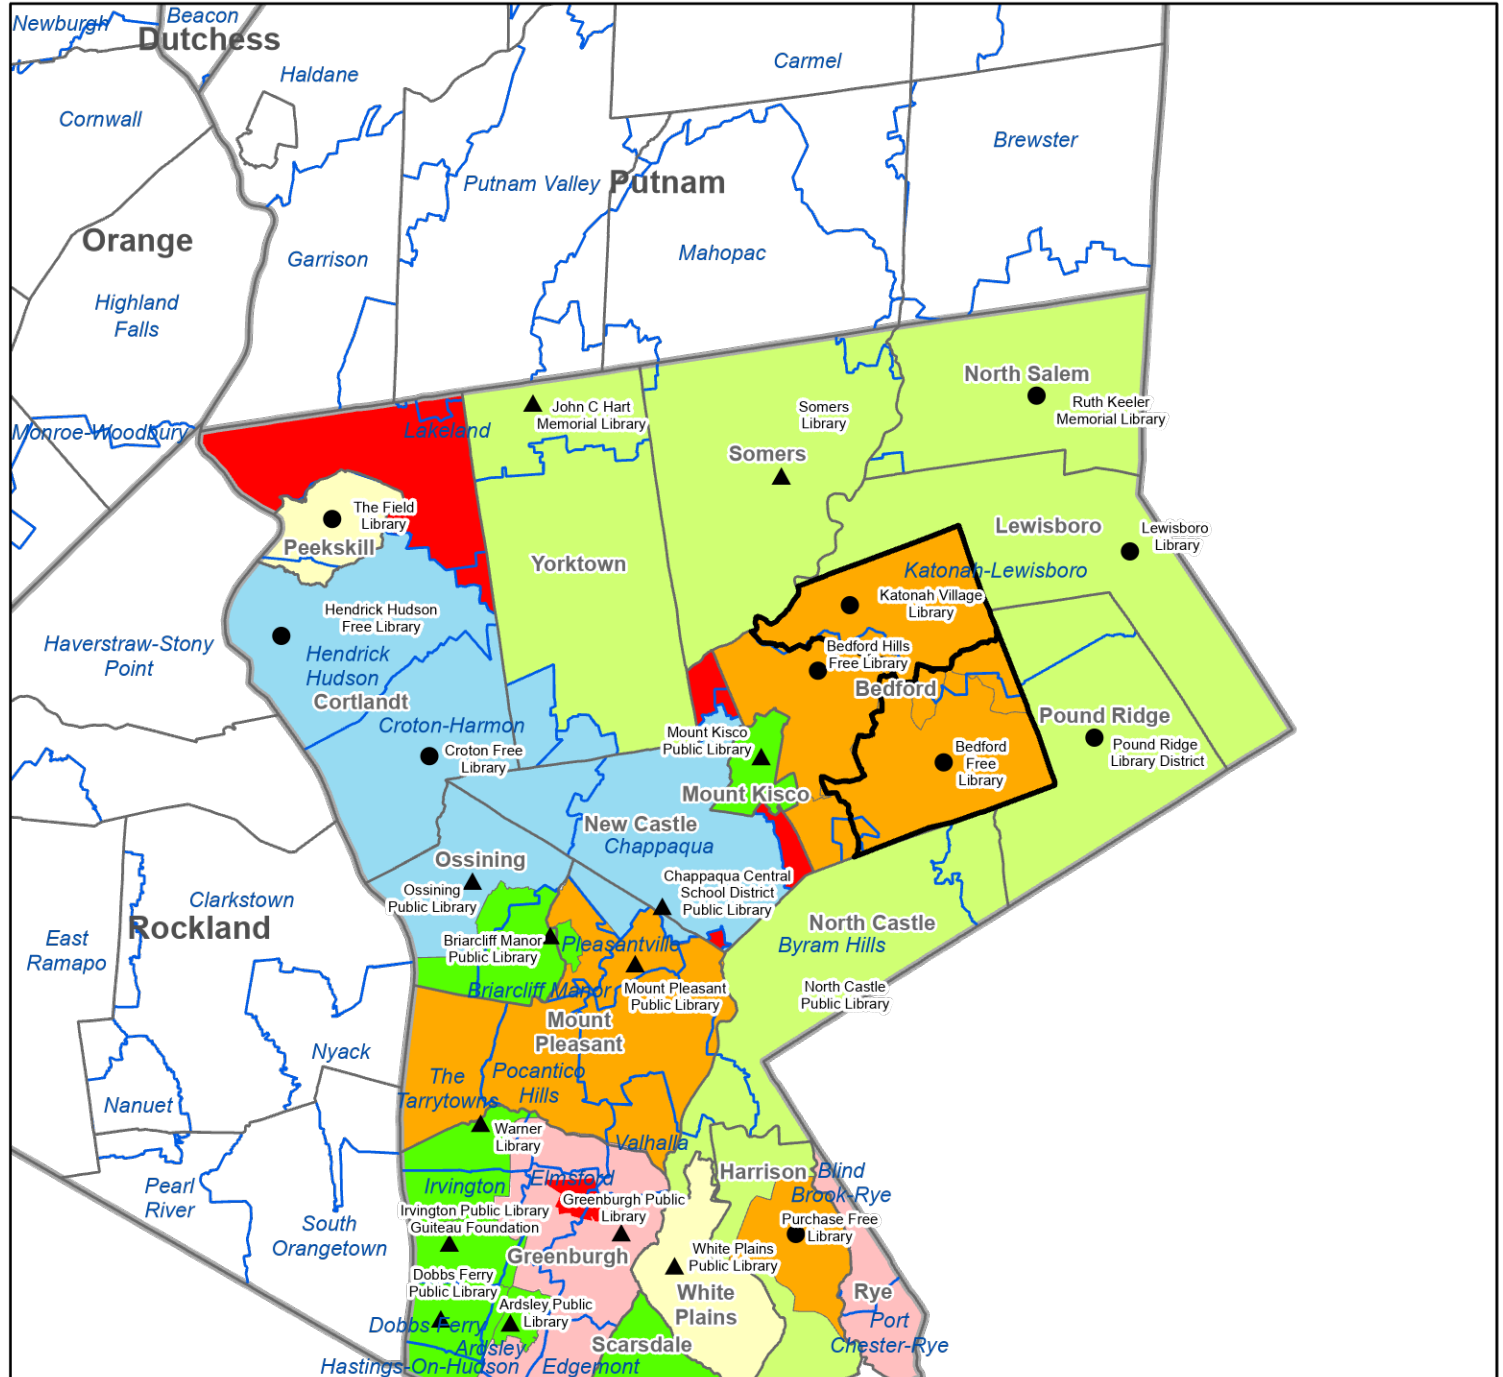 Newburgh
Beacon
Dutchess
Haldane
Carmel
Cornwall
Brewster
Putnam Valley
Putnam
Orange
Garrison
Mahopac
Highland
Falls
North Salem
Ruth Keeler
Memorial Library
John C Hart
Memorial Library
Somers
Library
Monroe-Woodbury
Lakeland
Somers
The Field
Library
Peekskill
Lewisboro
Lewisboro
Library
Yorktown
Katonah-Lewisboro
Katonah Village
Library
Hendrick Hudson
Free Library
Haverstraw-Stony
Point
Hendrick
Hudson
Bedford Hills
Free Library
Bedford
Cortlandt
Croton-Harmon
Pound Ridge
Mount Kisco
Public Library
Croton Free
Library
Bedford
Free
Library
Pound Ridge
Library District
Mount Kisco
New Castle
Chappaqua
Ossining
Ossining
Public Library
Chappaqua Central
School District
Public Library
Clarkstown
Rockland
East
Ramapo
Briarcliff Manor
Public Library
Pleasantville
North Castle
Byram Hills
Briarcliff Manor
Mount Pleasant
Public Library
North Castle
Public Library
Mount
Pleasant
Nyack
The
Tarrytowns
Pocantico
Hills
Nanuet
Warner
Library
Valhalla
Harrison
Blind
Brook-Rye
Pearl
River
Irvington
Elmsford
Irvington Public Library
Guiteau Foundation
Greenburgh Public
Library
Purchase Free
Library
South
Orangetown
Greenburgh
White Plains
Public Library
Dobbs Ferry
Public Library
White
Plains
Rye
Ardsley Public
Library
Dobbs Ferry
Ardsley
Scarsdale
Port
Chester-Rye
Hastings-On-Hudson
Edgemont